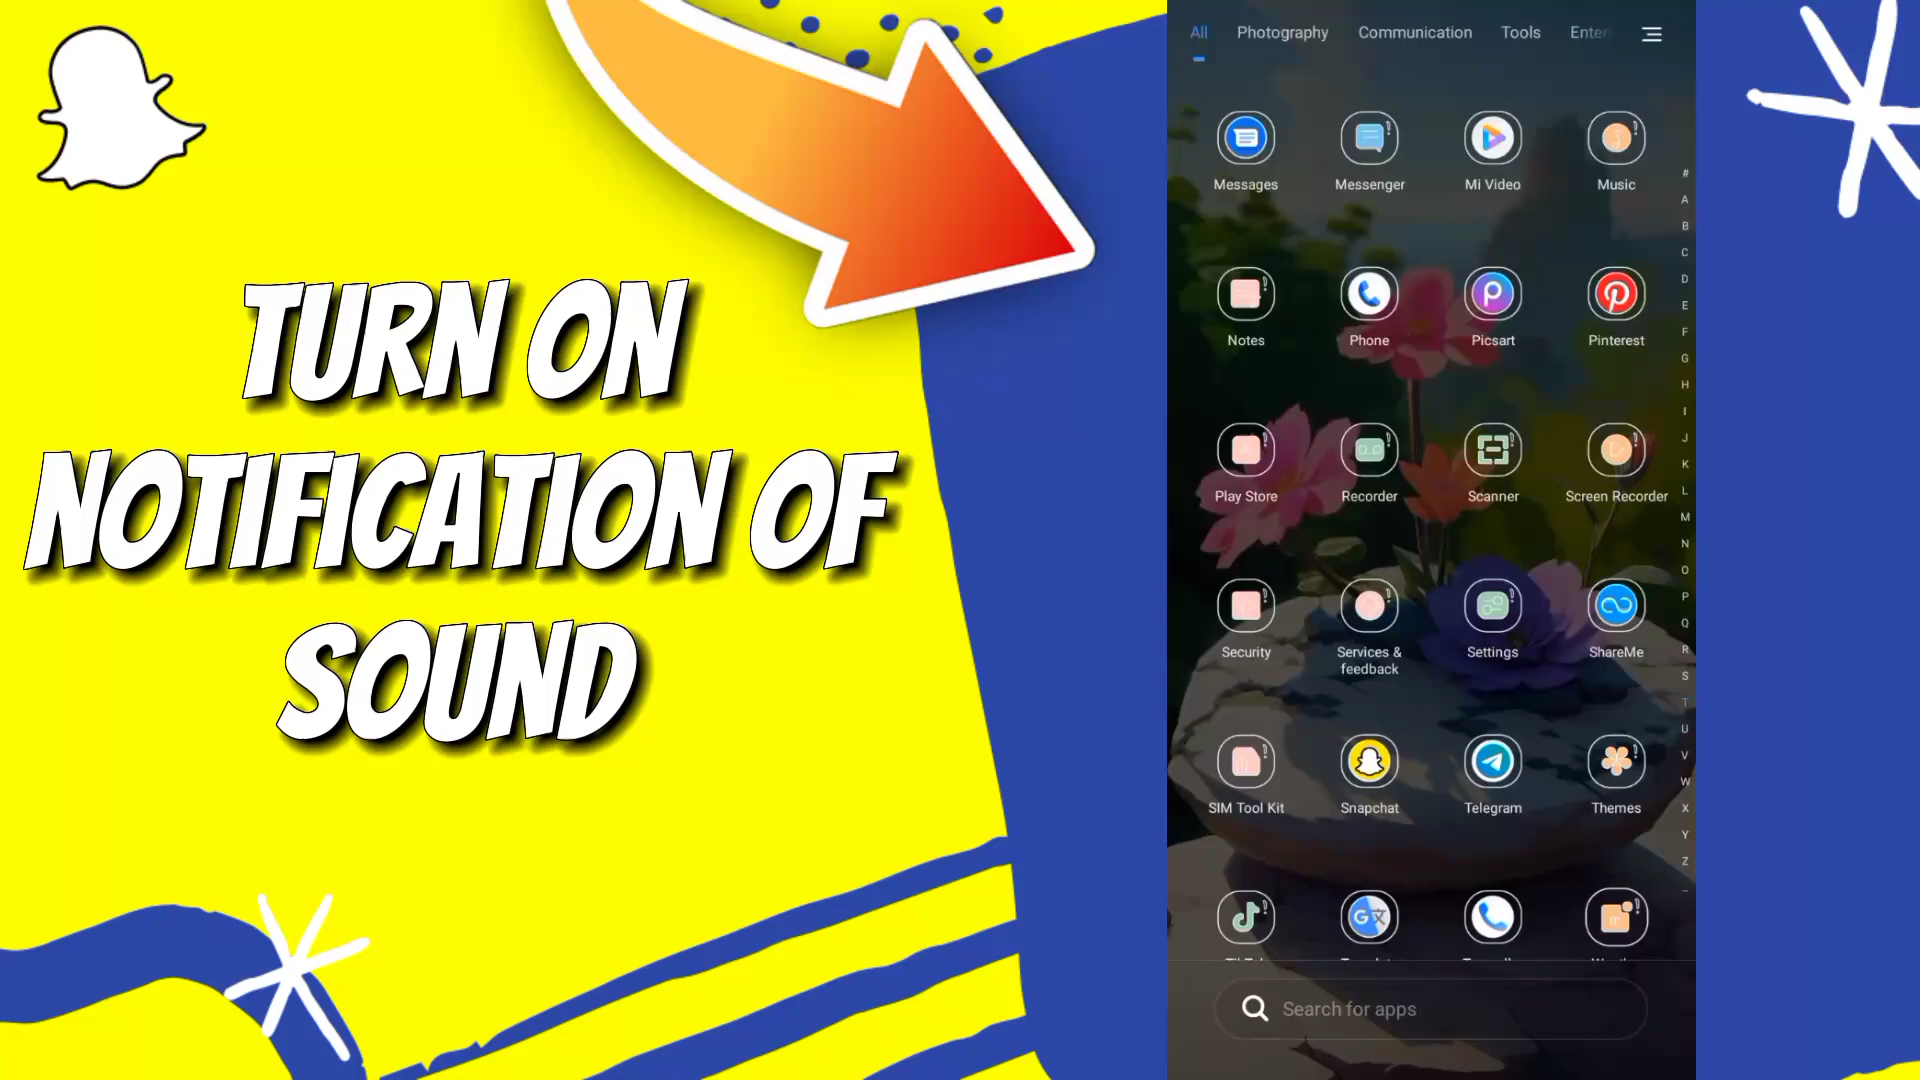 TURN ON
NOTIFICATION OF
SOUND
All Photography Communication Tools Enter
Messages Messenger Mi Video Music
Notes Phone Picsart Pinterest
Play Store Recorder Scanner Screen Recorder
Security Services & feedback Settings ShareMe
SIM Tool Kit Snapchat Telegram Themes
#
A
B
C
D
E
F
G
H
I
J
K
L
M
N
O
P
Q
R
S
T
U
V
W
X
Y
Z
...
Search for apps